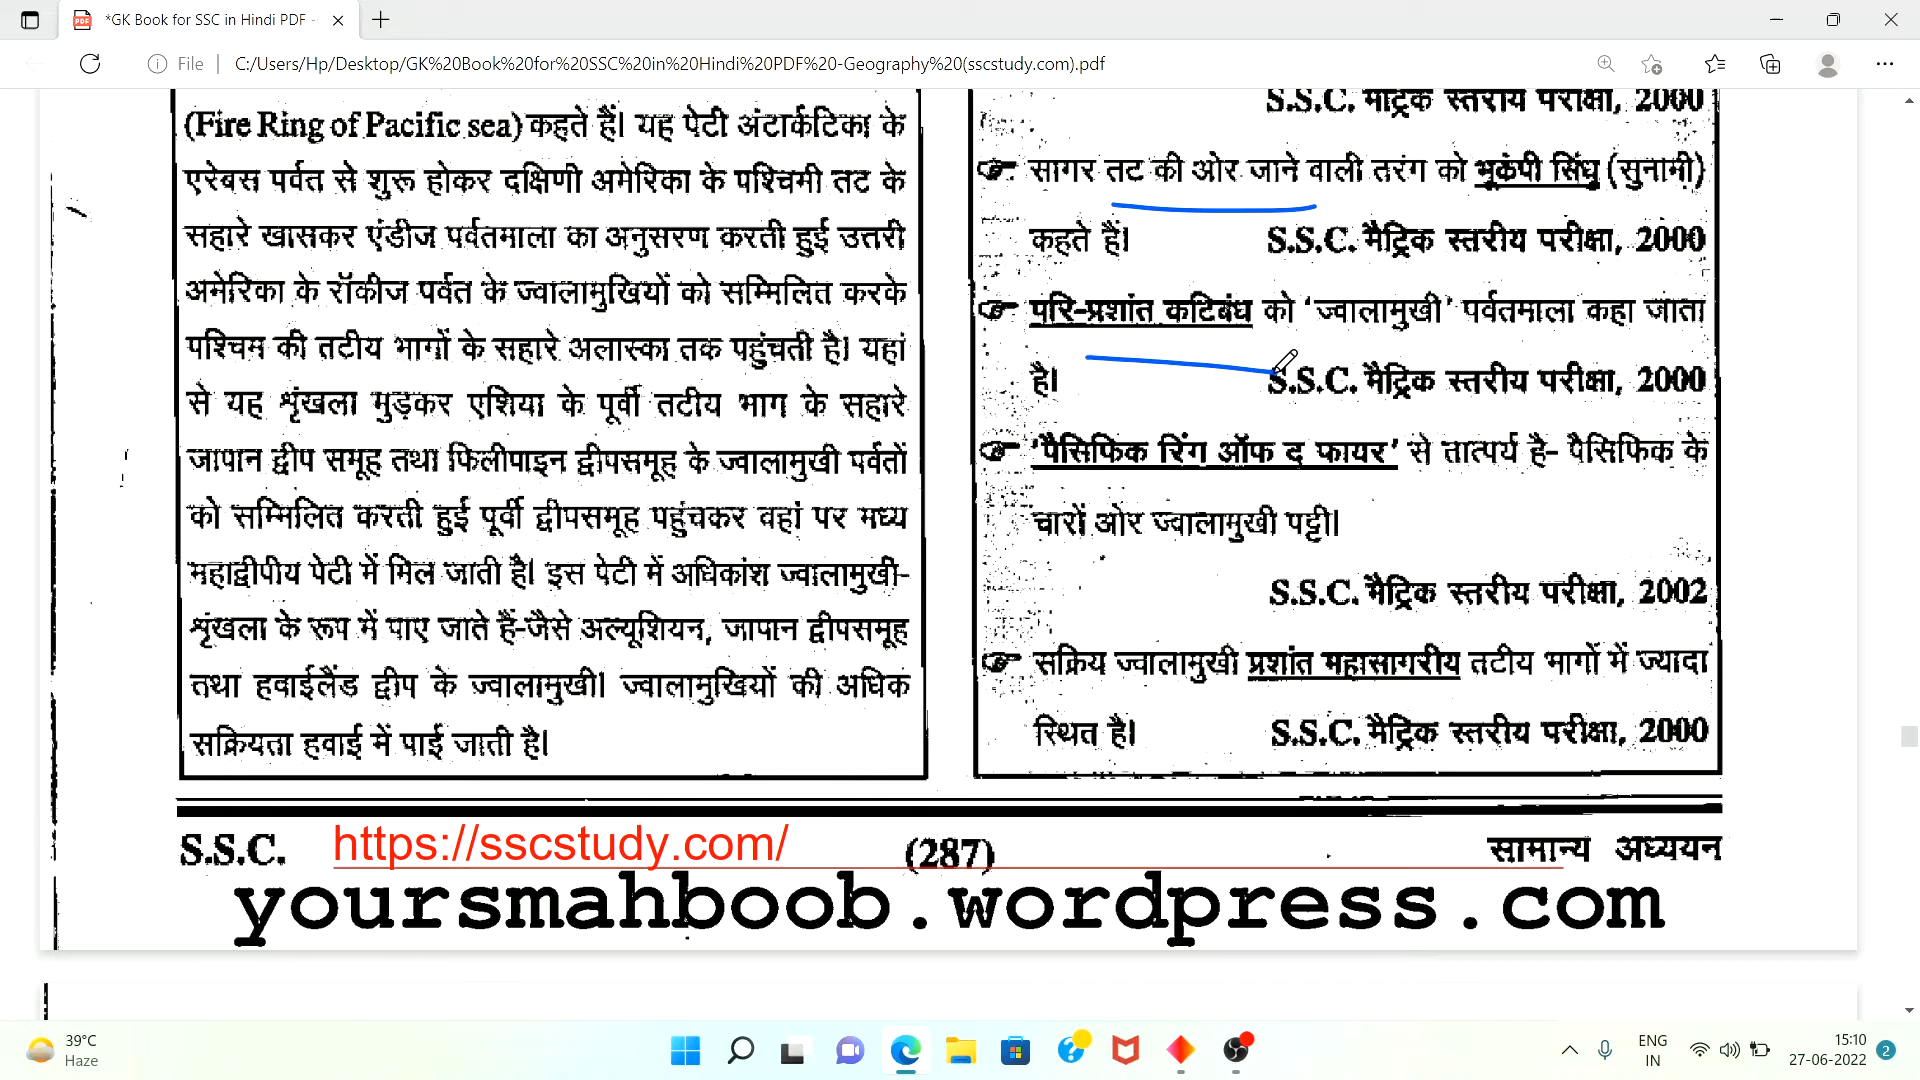 *GK Book for SSC in Hindi PDF -
File
C:/Users/Hp/Desktop/GK%20Book%20for%20SSC%20in%20Hindi%20PDF%20-Geography%20(sscstudy.com).pdf
(Fire Ring of Pacific sea) कहते हैं। यह पेटी अंटार्कटिका के
एरेबस पर्वत से शुरू होकर दक्षिणी अमेरिका के पश्चिमी तट के
सहारे खासकर एंडीज पर्वतमाला का अनुसरण करती हुई उत्तरी
अमेरिका के रॉकीज पर्वत के ज्वालामुखियों को सम्मिलित करके
पश्चिम की तटीय भागों के सहारे अलास्का तक पहुंचती है। यहां
से यह शृंखला मुड़कर एशिया के पूर्वी तटीय भाग के सहारे
जापान द्वीप समूह तथा फिलीपाइन द्वीपसमूह के ज्वालामुखी पर्वतों
को सम्मिलित करती हुई पूर्वी द्वीपसमूह पहुंचकर वहां पर मध्य
महाद्वीपीय पेटी में मिल जाती है। इस पेटी में अधिकांश ज्वालामुखी-
शृंखला के रूप में पाए जाते हैं-जैसे अल्यूशियन, जापान द्वीपसमूह
तथा हवाईलैंड द्वीप के ज्वालामुखी। ज्वालामुखियों की अधिक
सक्रियता हवाई में पाई जाती है।
S.S.C. मैट्रिक स्तरीय परीक्षा, 2000
सागर तट की ओर जाने वाली तरंग को भूकंपी सिंधु (सुनामी)
कहते हैं। S.S.C. मैट्रिक स्तरीय परीक्षा, 2000
परि-प्रशांत कटिबंध को 'ज्वालामुखी' पर्वतमाला कहा जाता
है। S.S.C. मैट्रिक स्तरीय परीक्षा, 2000
'पैसिफिक रिंग ऑफ द फायर' से तात्पर्य है- पैसिफिक के
चारों ओर ज्वालामुखी पट्टी।
S.S.C. मैट्रिक स्तरीय परीक्षा, 2002
सक्रिय ज्वालामुखी प्रशांत महासागरीय तटीय भागों में ज्यादा
स्थित है। S.S.C. मैट्रिक स्तरीय परीक्षा, 2000
S.S.C. https://sscstudy.com/ (287) सामान्य अध्ययन
yoursmahboob.wordpress.com
39°C
Haze
ENG
IN
15:10
27-06-2022
2